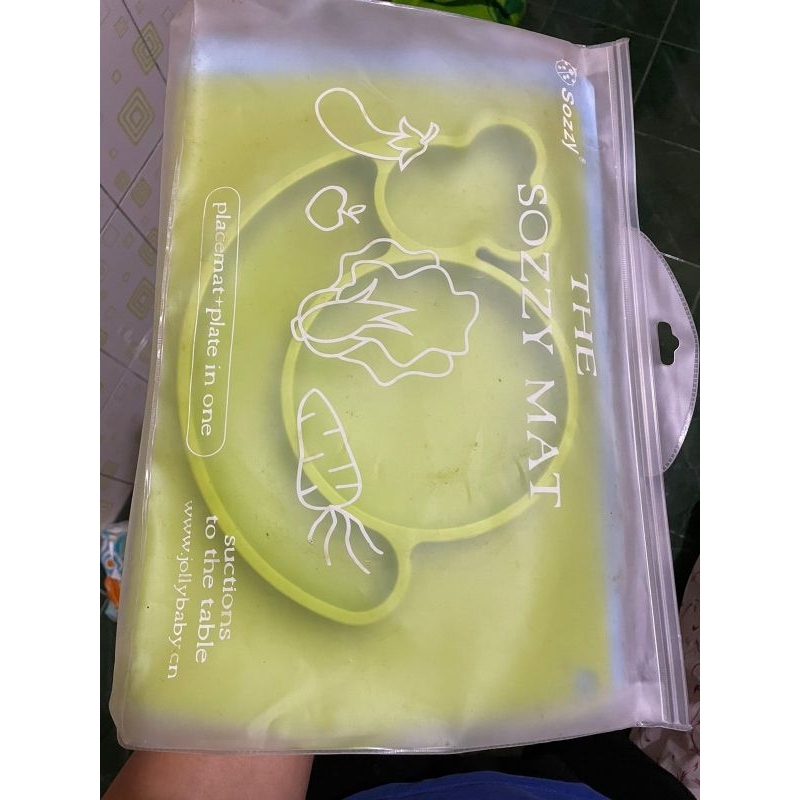 Sozzy
THE
SOZZY MAT
placemat+plate in one
suctions
to the table
www.jollybaby.cn